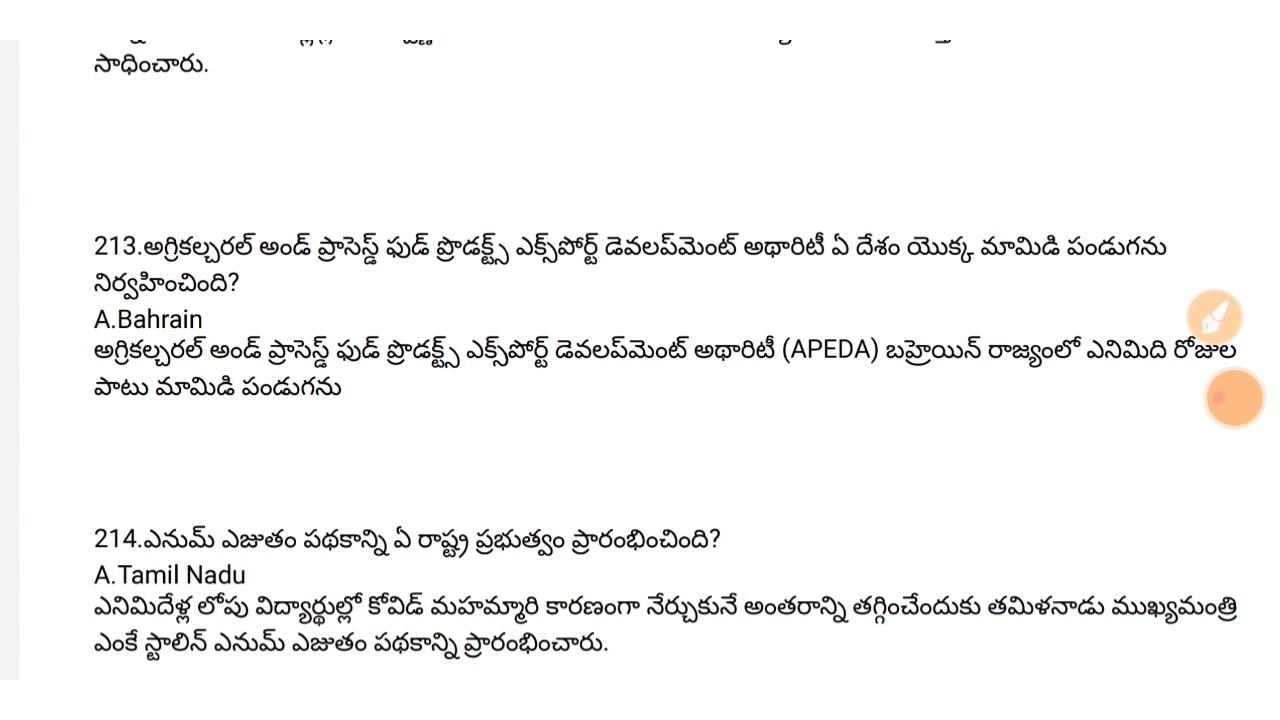 సాధించారు.
213.అగ్రికల్చరల్ అండ్ ప్రాసెస్డ్ ఫుడ్ ప్రొడక్ట్స్ ఎక్స్‌పోర్ట్ డెవలప్‌మెంట్ అథారిటీ ఏ దేశం యొక్క మామిడి పండుగను
నిర్వహించింది?
A.Bahrain
అగ్రికల్చరల్ అండ్ ప్రాసెస్డ్ ఫుడ్ ప్రొడక్ట్స్ ఎక్స్‌పోర్ట్ డెవలప్‌మెంట్ అథారిటీ (APEDA) బహ్రెయిన్ రాజ్యంలో ఎనిమిది రోజుల
పాటు మామిడి పండుగను
214.ఎనుమ్ ఎజుతం పథకాన్ని ఏ రాష్ట్ర ప్రభుత్వం ప్రారంభించింది?
A.Tamil Nadu
ఎనిమిదేళ్ల లోపు విద్యార్థుల్లో కోవిడ్ మహమ్మారి కారణంగా నేర్చుకునే అంతరాన్ని తగ్గించేందుకు తమిళనాడు ముఖ్యమంత్రి
ఎంకే స్టాలిన్ ఎనుమ్ ఎజుతం పథకాన్ని ప్రారంభించారు.